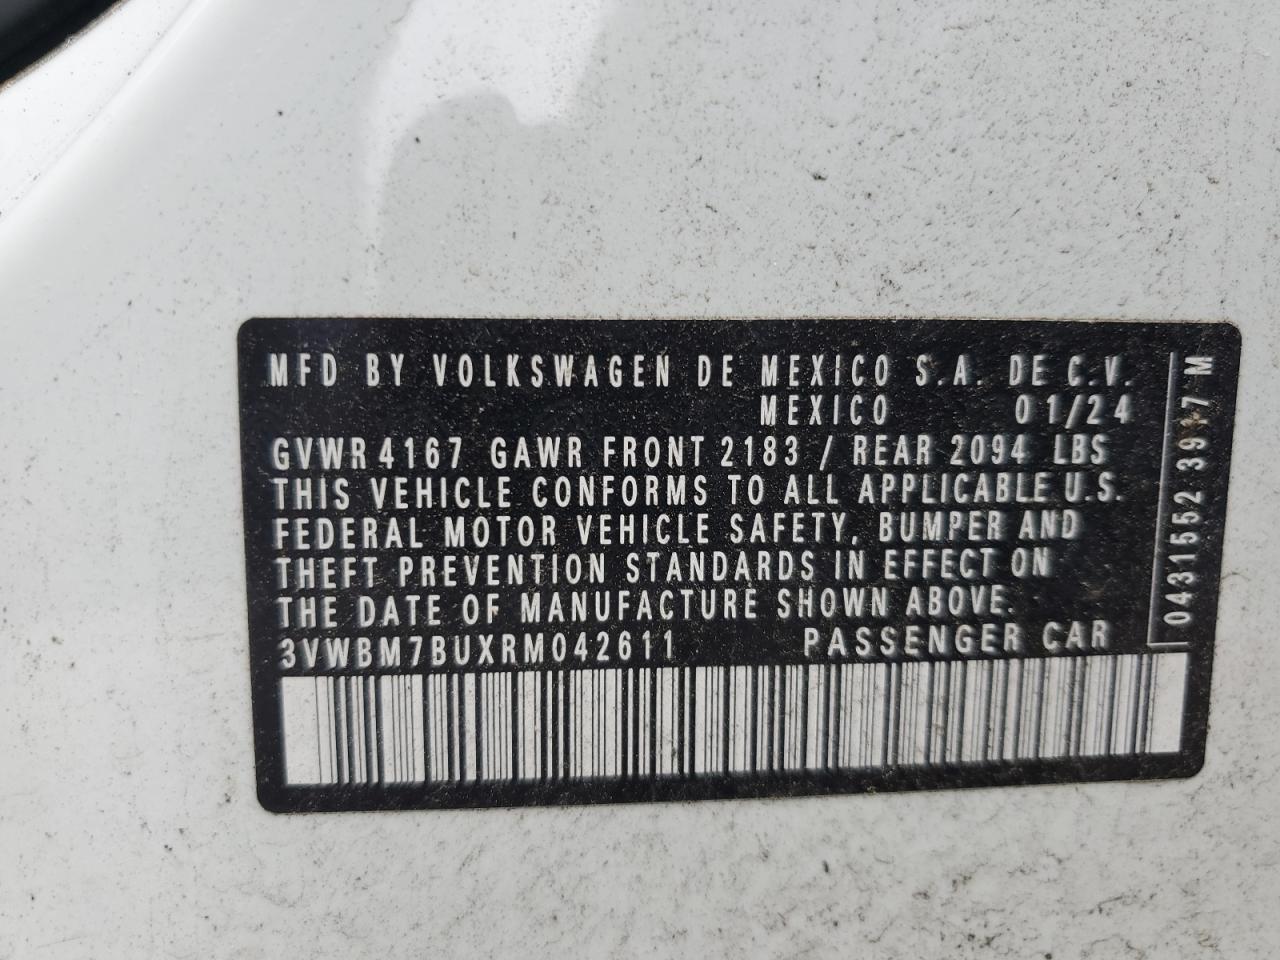 MFD BY VOLKSWAGEN DE MEXICO S.A. DE C.V.
MEXICO 01/24
GVWR 4167 GAWR FRONT 2183 / REAR 2094 LBS
THIS VEHICLE CONFORMS TO ALL APPLICABLE U.S.
FEDERAL MOTOR VEHICLE SAFETY, BUMPER AND
THEFT PREVENTION STANDARDS IN EFFECT ON
THE DATE OF MANUFACTURE SHOWN ABOVE.
3VWBM7BUXRM042611 PASSENGER CAR
0431552 3917 M